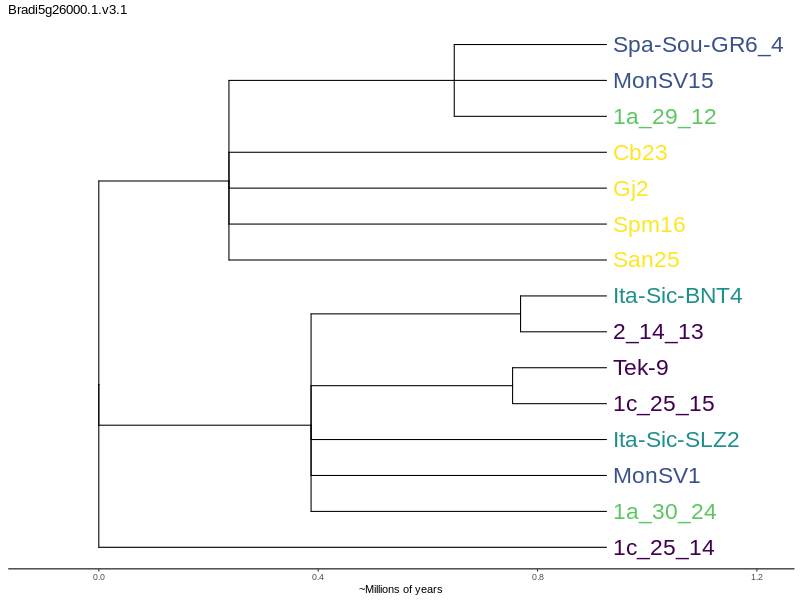 Bradi5g26000.1.v3.1
Spa-Sou-GR6_4
MonSV15
1a_29_12
Cb23
Gj2
Spm16
San25
Ita-Sic-BNT4
2_14_13
Tek-9
1c_25_15
Ita-Sic-SLZ2
MonSV1
1a_30_24
1c_25_14
0.0 0.4 0.8 1.2
~Millions of years